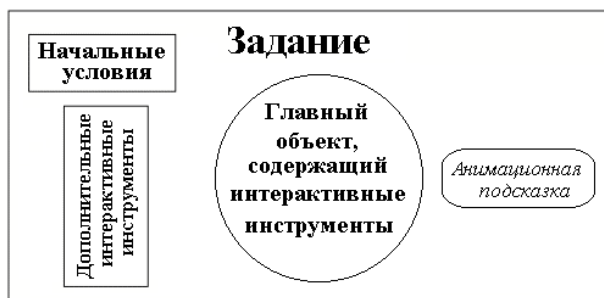 Задание
Начальные
условия
Дополнительные
интерактивные
инструменты
Главный
объект,
содержащий
интерактивные
инструменты
Анимационная
подсказка